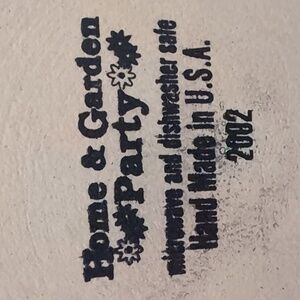 Home & Garden
Party
microwave and dishwasher safe
Hand Made in U.S.A.
2002